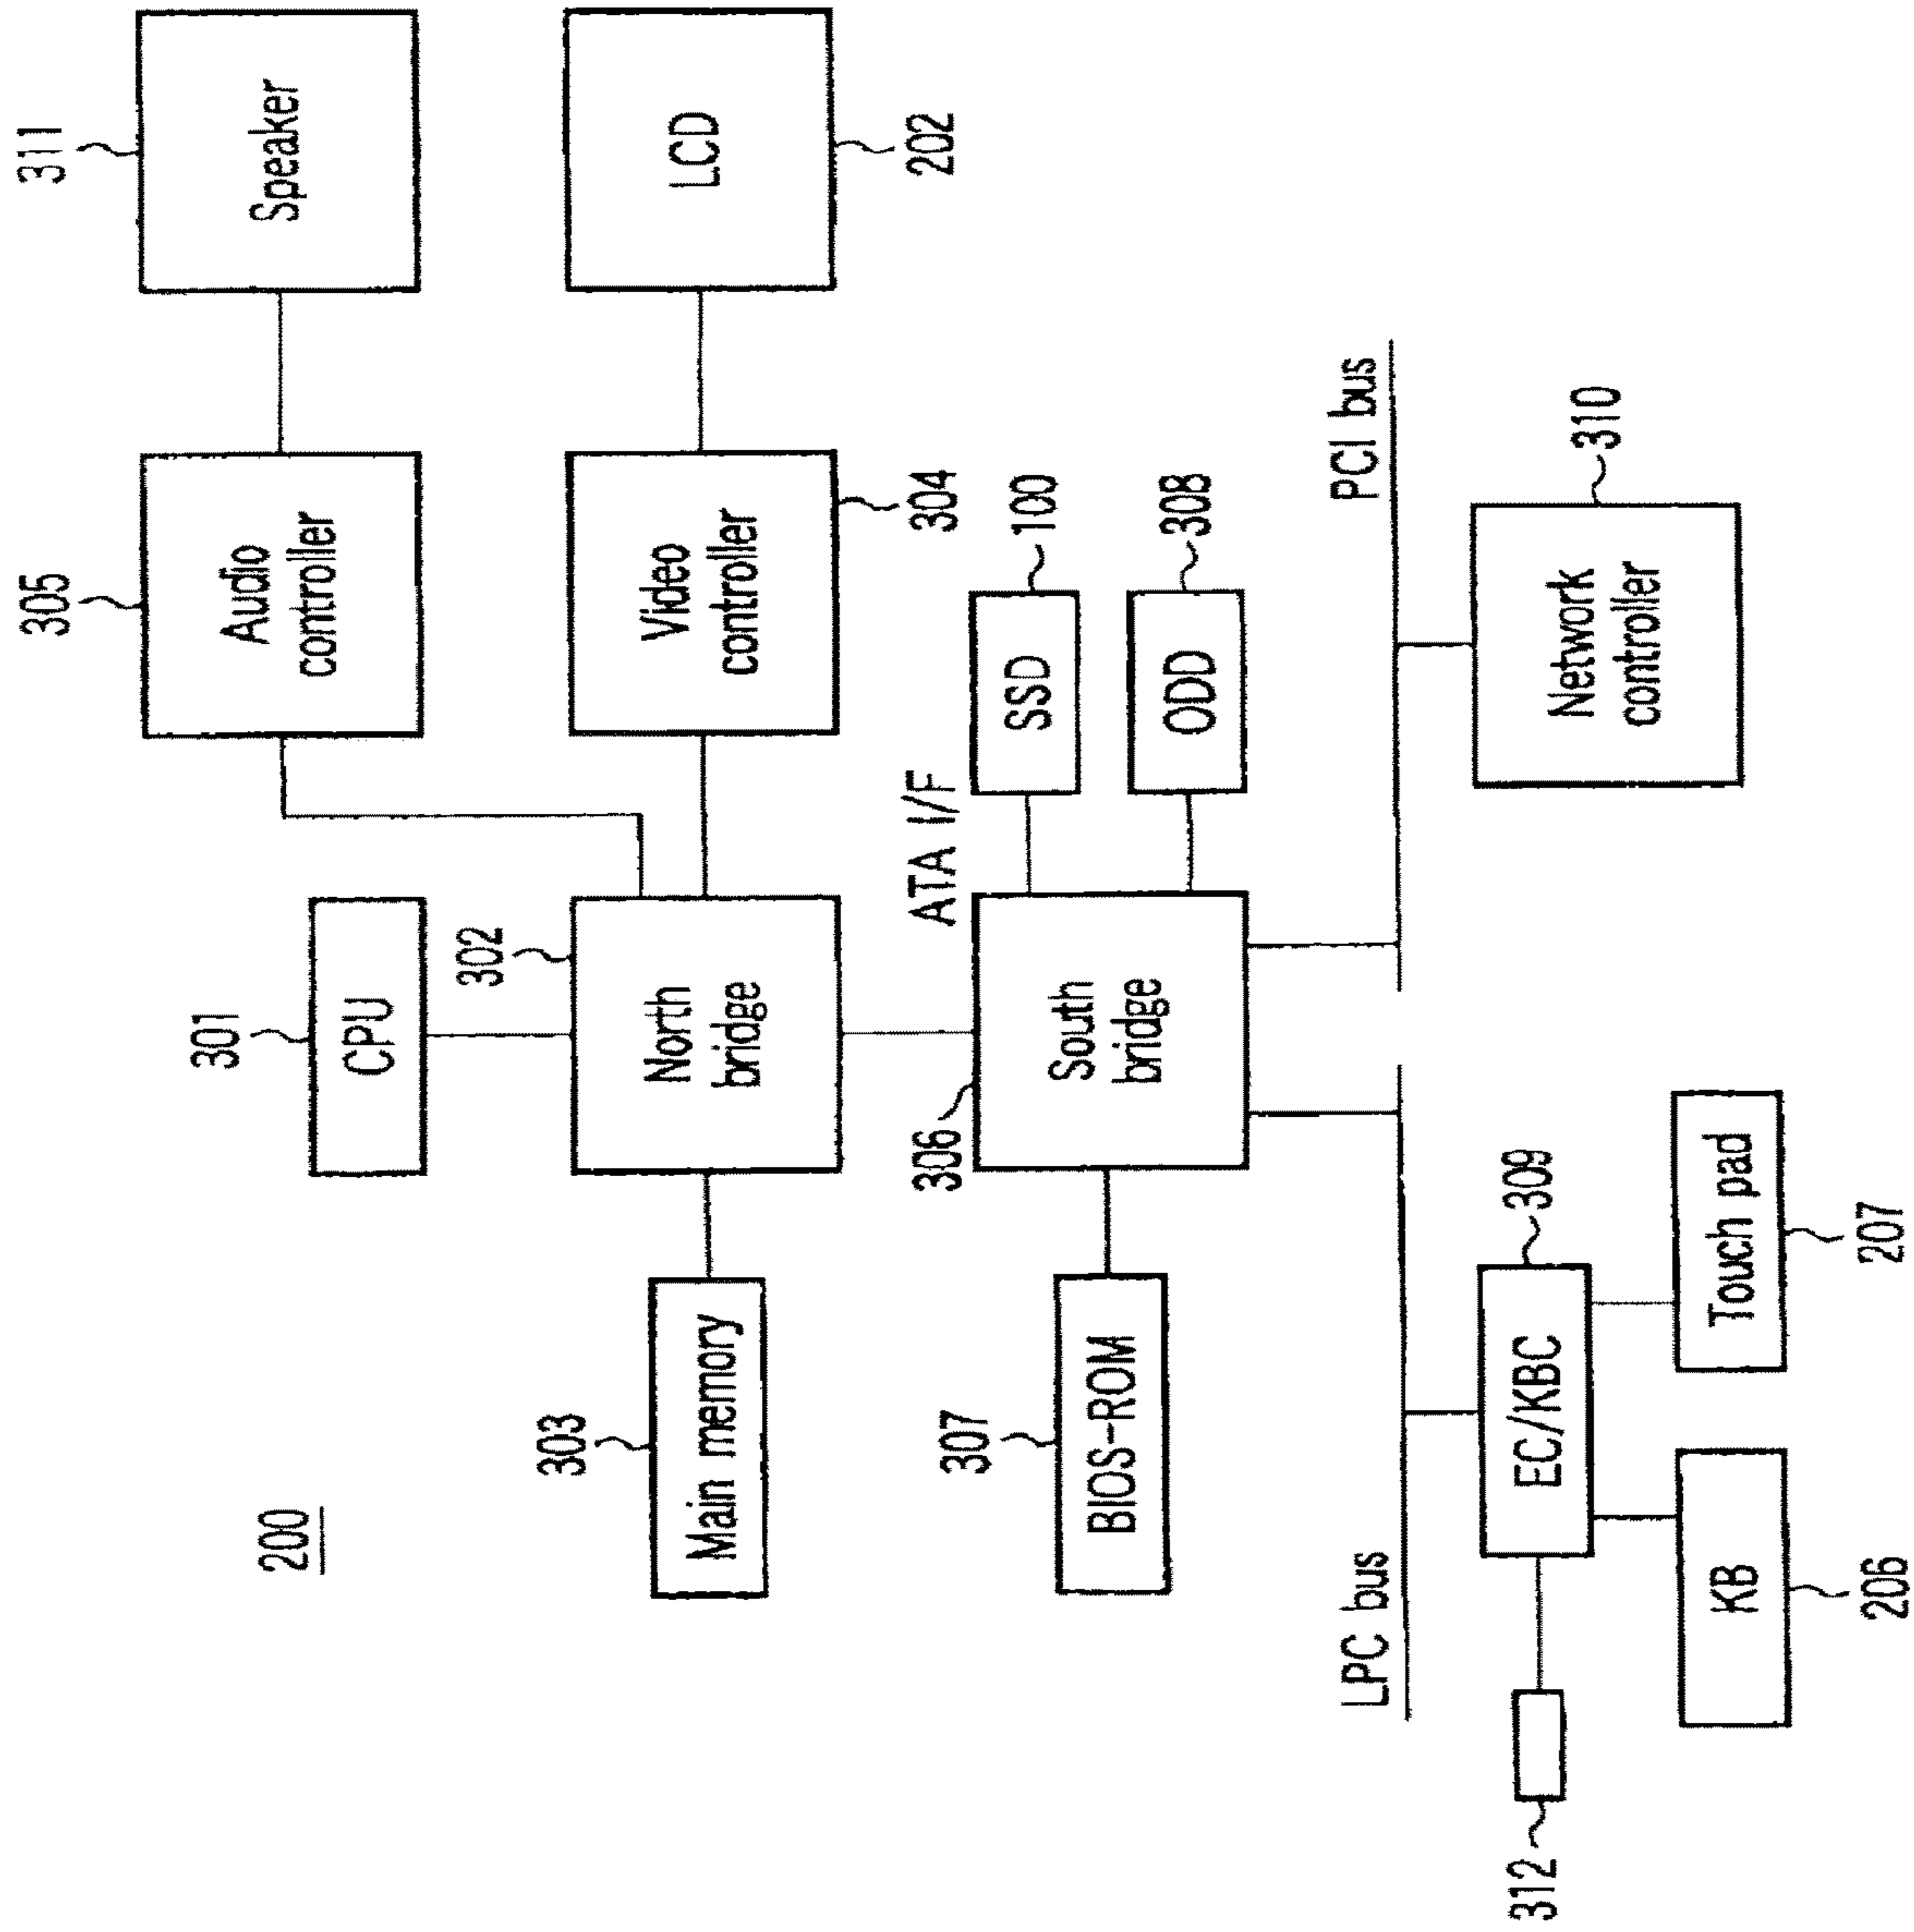 200
301
CPU
305
Audio
controller
311
Speaker
302
North
bridge
303
Main memory
Video
controller
304
LCD
202
ATA I/F
306
South
bridge
307
BIOS-ROM
SSD
100
ODD
308
LPC bus
PCI bus
312
EC/KBC
309
Network
controller
310
KB
206
Touch pad
207